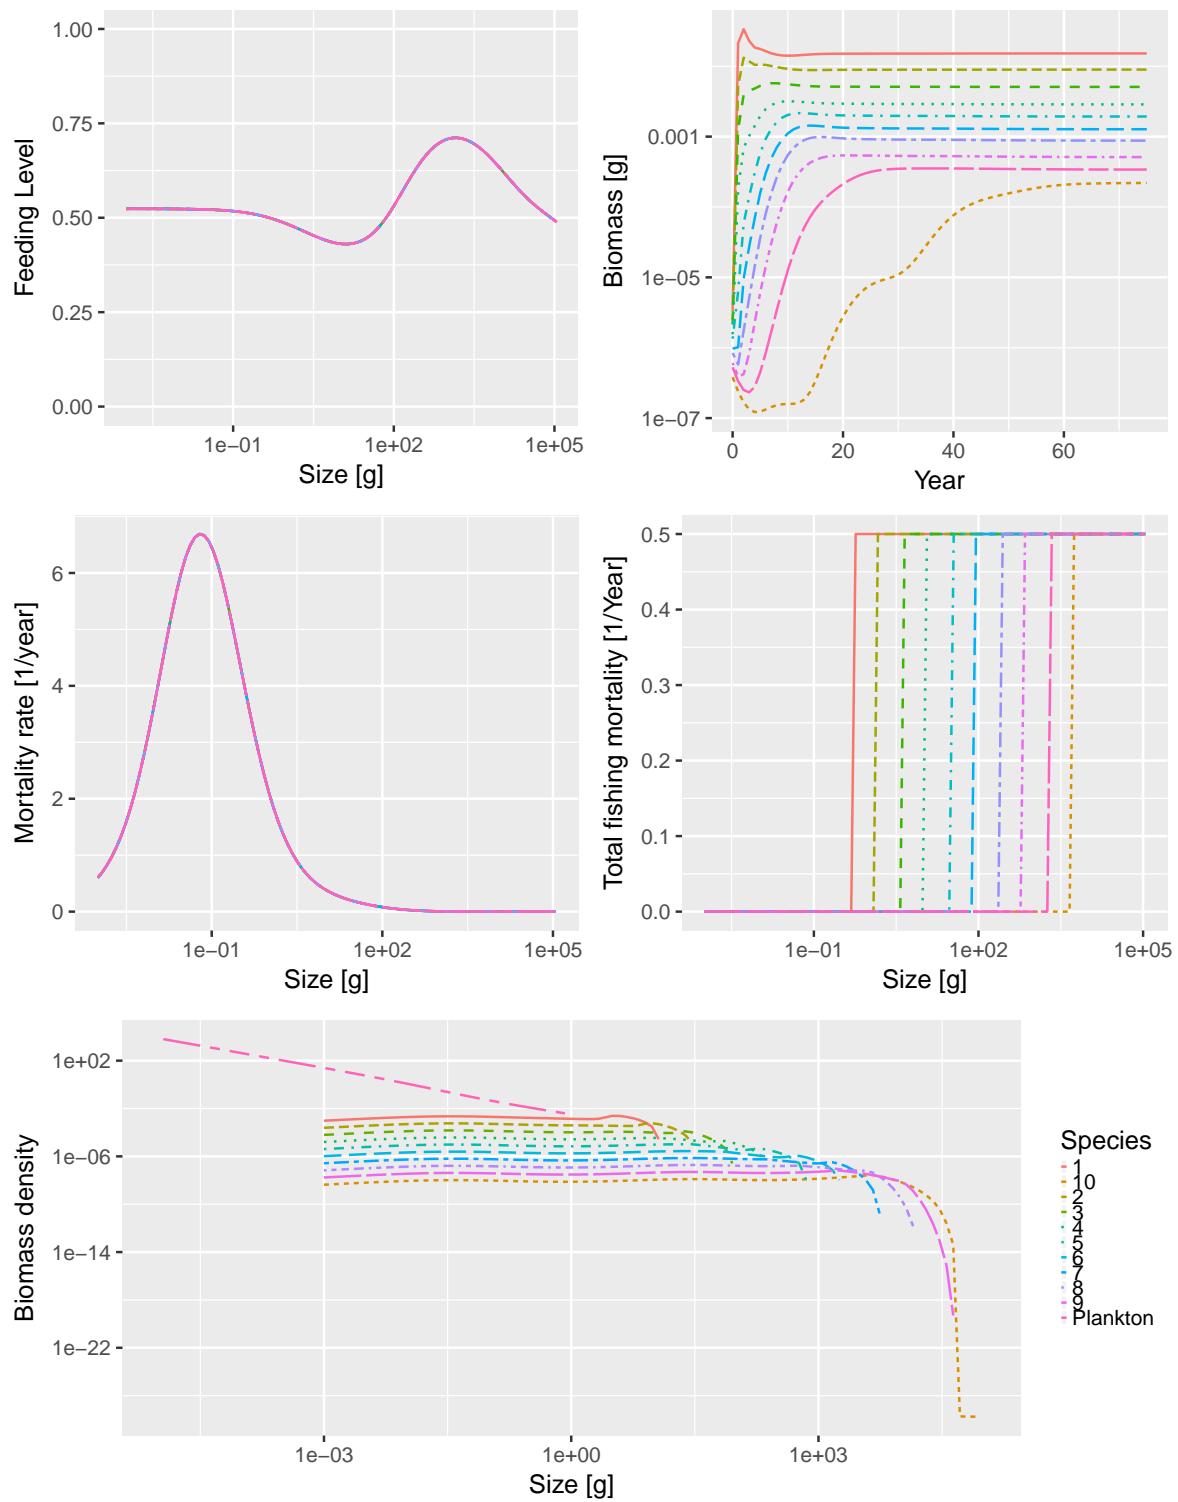 1.00
0.75
0.50
0.25
0.00
Feeding Level
1e−01
1e+02
1e+05
Size [g]
0.001
1e−05
1e−07
Biomass [g]
0
20
40
60
Year
6
4
2
0
Mortality rate [1/year]
1e−01
1e+02
1e+05
Size [g]
0.5
0.4
0.3
0.2
0.1
0.0
Total fishing mortality [1/Year]
1e−01
1e+02
1e+05
Size [g]
1e+02
1e−06
1e−14
1e−22
Biomass density
1e−03
1e+00
1e+03
Size [g]
Species
1
10
2
3
4
5
6
7
8
9
Plankton